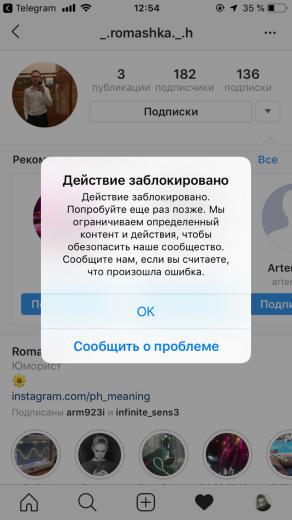 Telegram
12:54
35 %
_.romashka._.h
3
182
136
публикации
подписчики
подписки
Подписки
Реком
Все
Действие заблокировано
Действие заблокировано.
Попробуйте еще раз позже. Мы
ограничиваем определенный
контент и действия, чтобы
обезопасить наше сообщество.
Сообщите нам, если вы считаете,
что произошла ошибка.
OK
Сообщить о проблеме
Roma
Юморист
instagram.com/ph_meaning
Подписаны arm923i и infinite_sens3